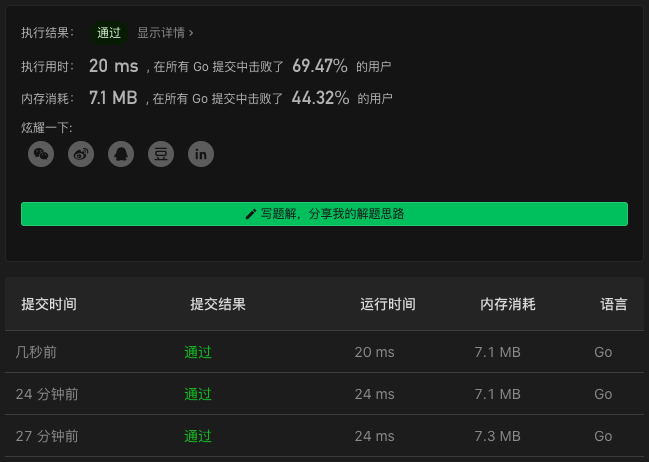 执行结果： 通过 显示详情 ›
执行用时： 20 ms ，在所有 Go 提交中击败了 69.47% 的用户
内存消耗： 7.1 MB ，在所有 Go 提交中击败了 44.32% 的用户
炫耀一下:
豆 in
写题解，分享我的解题思路
提交时间 提交结果 运行时间 内存消耗 语言
几秒前 通过 20 ms 7.1 MB Go
24 分钟前 通过 24 ms 7.1 MB Go
27 分钟前 通过 24 ms 7.3 MB Go